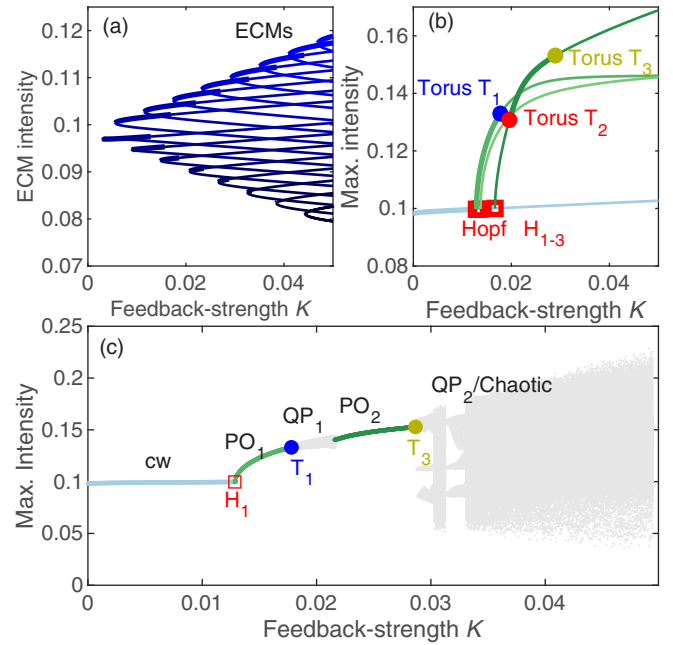 (a)
ECMs
ECM intensity
0.12
0.11
0.1
0.09
0.08
0.07
0
0.02
0.04
Feedback-strength K
(b)
Max. intensity
0.16
0.14
0.12
0.1
0.08
Torus T3
Torus T1
Torus T2
Hopf H1-3
0
0.02
0.04
Feedback-strength K
(c)
Max. Intensity
0.25
0.2
0.15
0.1
0.05
0
cw
PO1
QP1
PO2
QP2/Chaotic
H1
T1
T3
0
0.01
0.02
0.03
0.04
Feedback-strength K